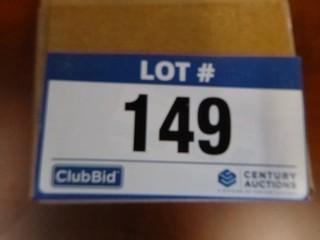 LOT #
149
ClubBid
CENTURY
AUCTIONS